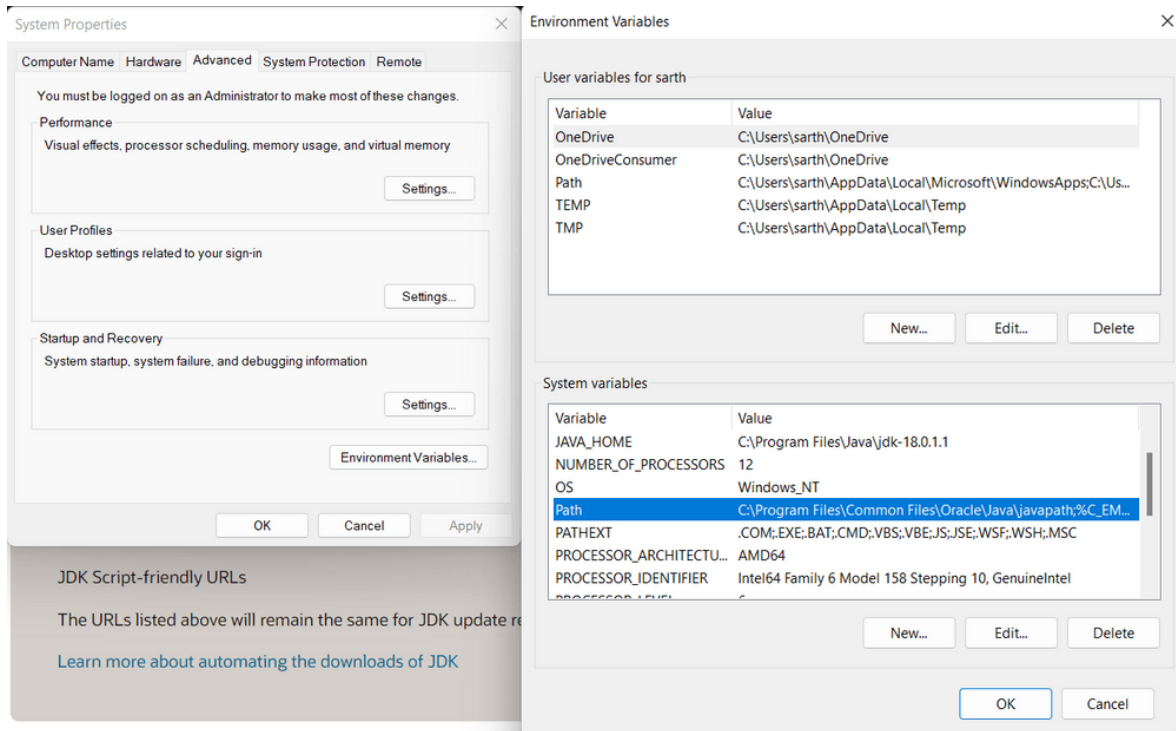 System Properties
Computer Name Hardware Advanced System Protection Remote
You must be logged on as an Administrator to make most of these changes.
Performance
Visual effects, processor scheduling, memory usage, and virtual memory
Settings...
User Profiles
Desktop settings related to your sign-in
Settings...
Startup and Recovery
System startup, system failure, and debugging information
Settings...
Environment Variables...
OK Cancel Apply
JDK Script-friendly URLs
The URLs listed above will remain the same for JDK update re
Learn more about automating the downloads of JDK
Environment Variables
User variables for sarth
Variable Value
OneDrive C:\Users\sarth\OneDrive
OneDriveConsumer C:\Users\sarth\OneDrive
Path C:\Users\sarth\AppData\Local\Microsoft\WindowsApps;C:\Us...
TEMP C:\Users\sarth\AppData\Local\Temp
TMP C:\Users\sarth\AppData\Local\Temp
New... Edit... Delete
System variables
Variable Value
JAVA_HOME C:\Program Files\Java\jdk-18.0.1.1
NUMBER_OF_PROCESSORS 12
OS Windows_NT
Path C:\Program Files\Common Files\Oracle\Java\javapath;%C_EM...
PATHEXT .COM;.EXE;.BAT;.CMD;.VBS;.VBE;.JS;.JSE;.WSF;.WSH;.MSC
PROCESSOR_ARCHITECTU... AMD64
PROCESSOR_IDENTIFIER Intel64 Family 6 Model 158 Stepping 10, GenuineIntel
New... Edit... Delete
OK Cancel